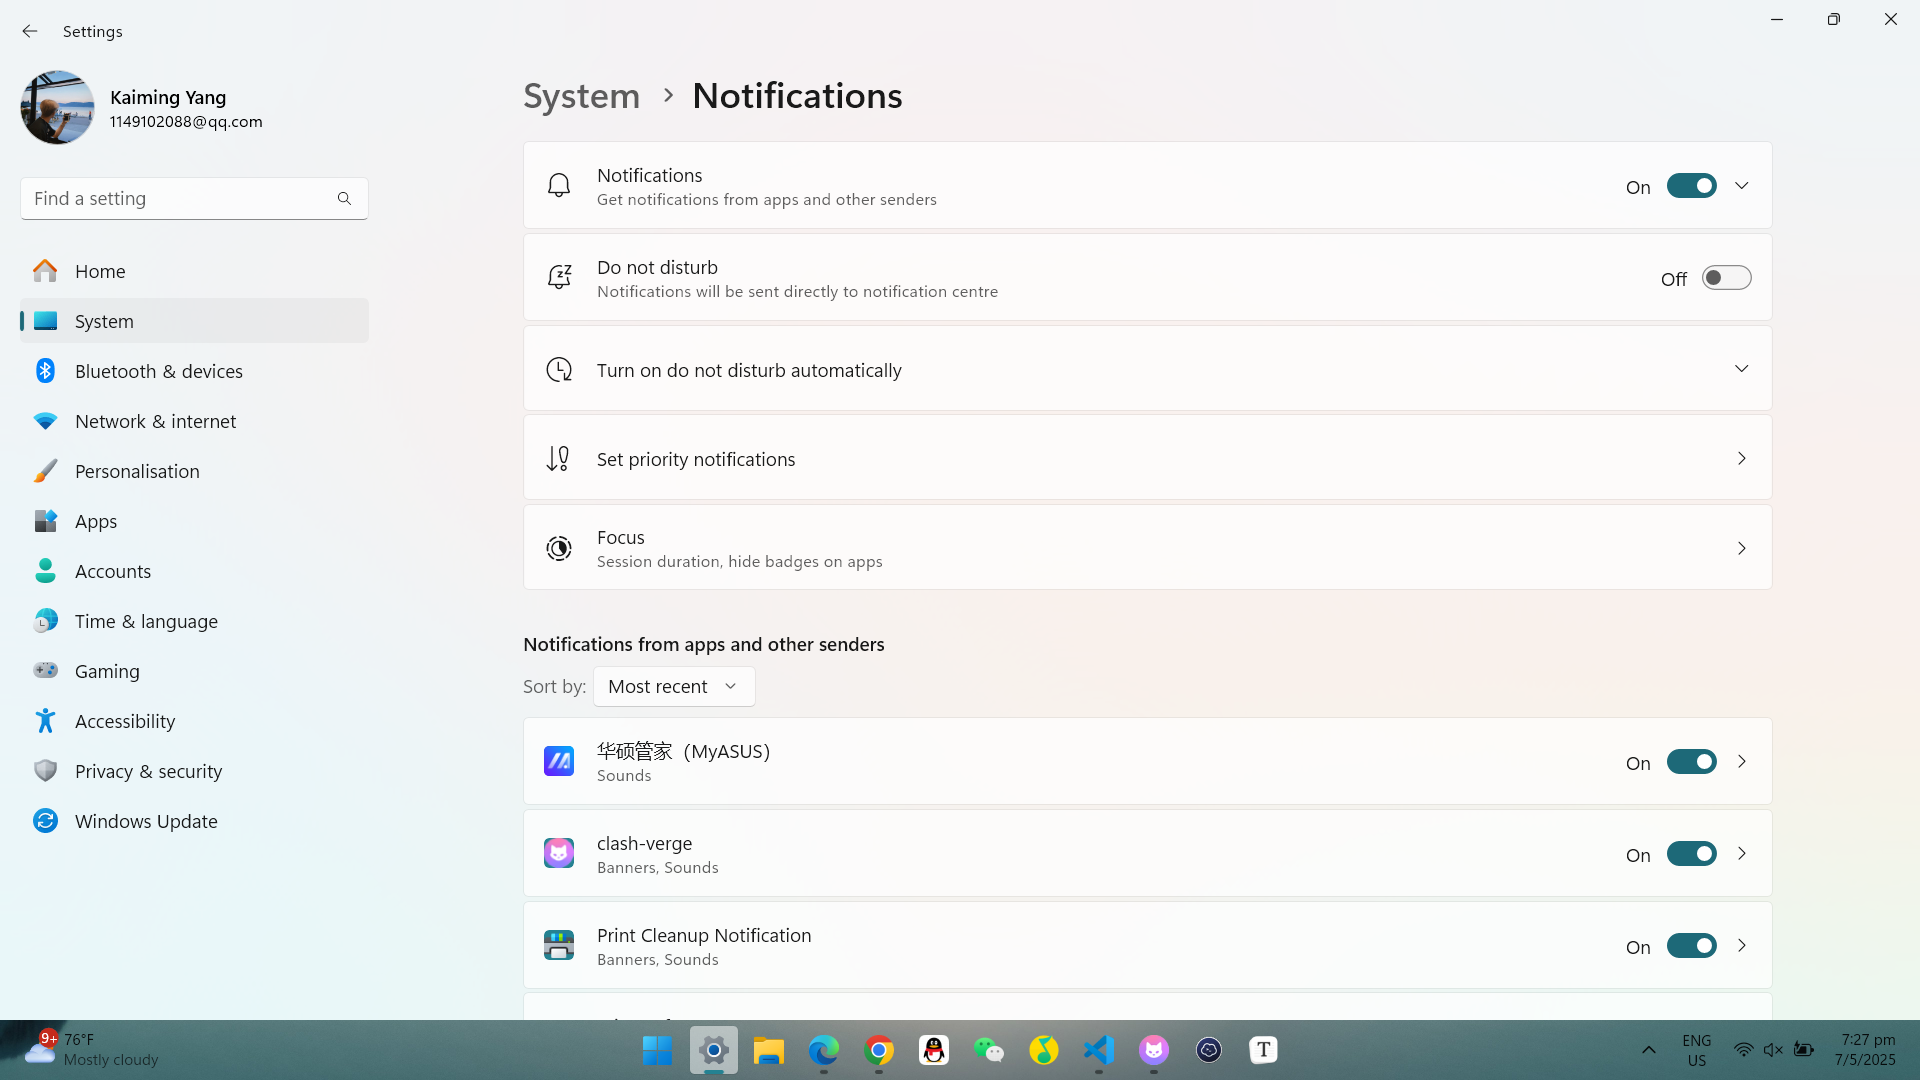 Settings
Kaiming Yang
1149102088@qq.com
Find a setting
Home
System
Bluetooth & devices
Network & internet
Personalisation
Apps
Accounts
Time & language
Gaming
Accessibility
Privacy & security
Windows Update
System > Notifications
Notifications
Get notifications from apps and other senders
On
Do not disturb
Notifications will be sent directly to notification centre
Off
Turn on do not disturb automatically
Set priority notifications
Focus
Session duration, hide badges on apps
Notifications from apps and other senders
Sort by: Most recent
华硕管家（MyASUS）
Sounds
On
clash-verge
Banners, Sounds
On
Print Cleanup Notification
Banners, Sounds
On
9+
76°F
Mostly cloudy
T
ENG
US
7:27 pm
7/5/2025